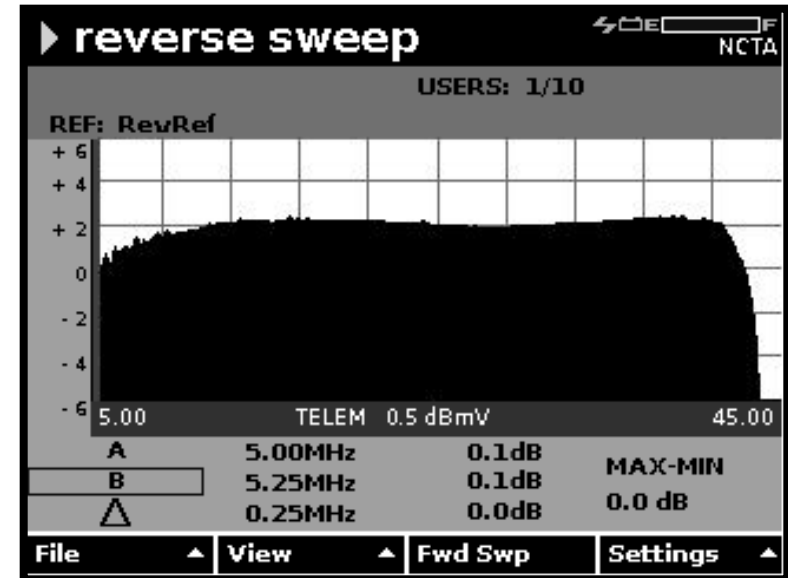 reverse sweep
E F
NCTA
USERS: 1/10
REF: RevRef
+ 6
+ 4
+ 2
0
- 2
- 4
- 6
5.00 TELEM 0.5 dBmV 45.00
A 5.00MHz 0.1dB
B 5.25MHz 0.1dB
Δ 0.25MHz 0.0dB
MAX-MIN
0.0 dB
File View Fwd Swp Settings